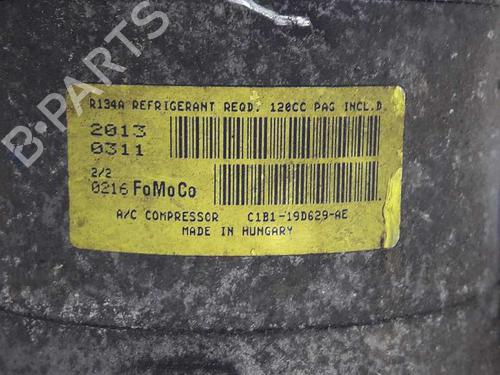 R134A REFRIGERANT REQD. 120CC PAG INCL.D.
2013
0311
2/2
0216 FoMoCo
A/C COMPRESSOR C1B1-19D629-AE
MADE IN HUNGARY
B-PARTS